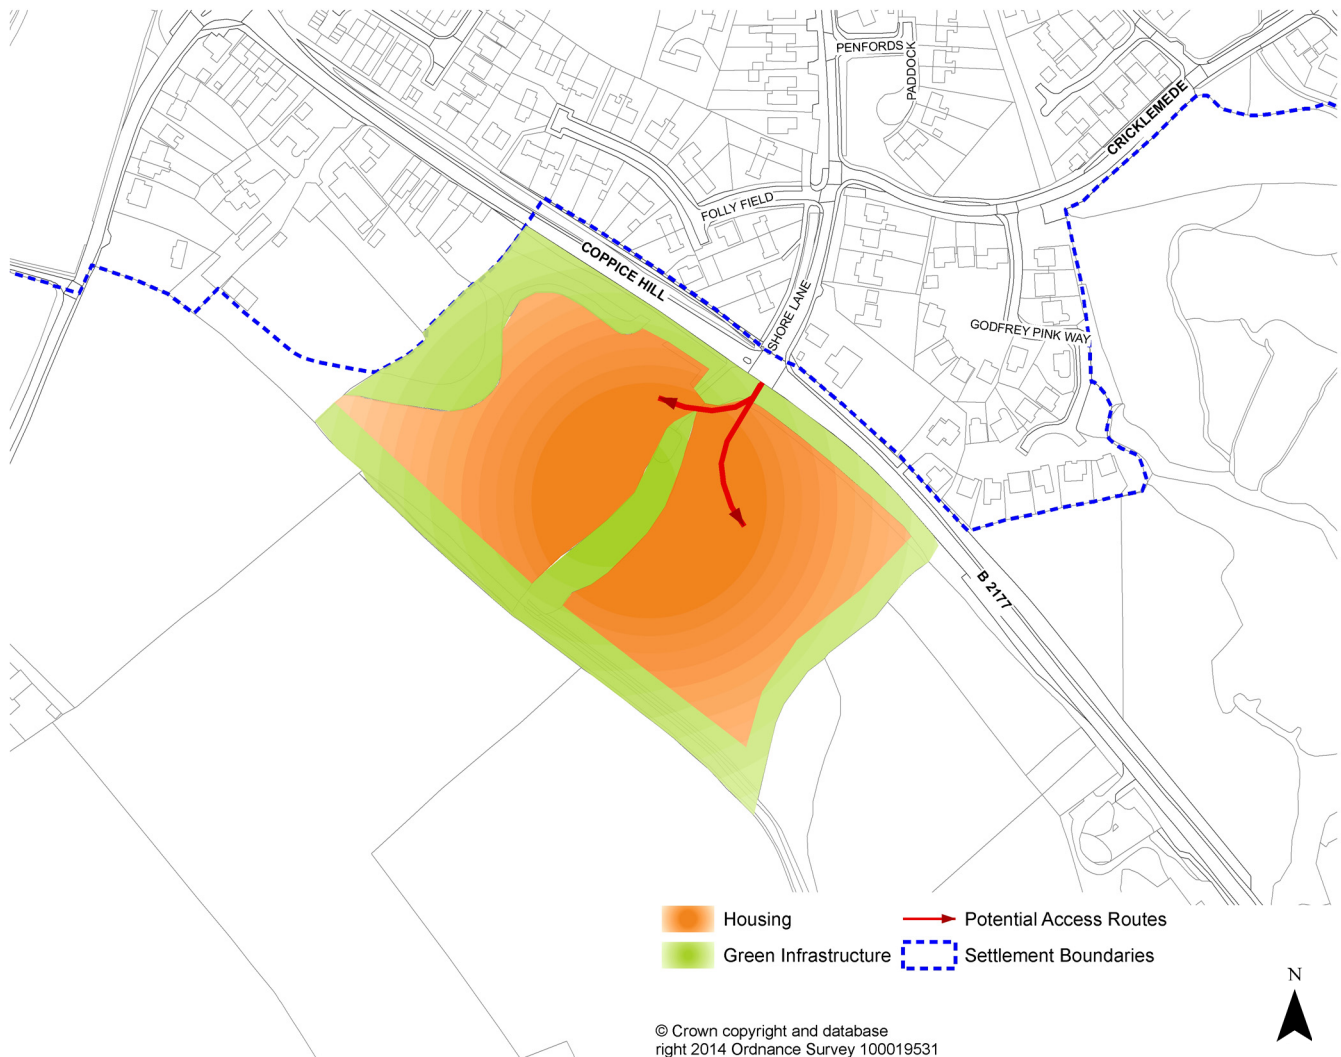 PENFORDS
PADDOCK
CRICKLEMEDE
FOLLY FIELD
COPPICE HILL
SHORE LANE
GODFREY PINK WAY
B 2177
Housing
Potential Access Routes
Green Infrastructure
Settlement Boundaries
N
© Crown copyright and database
right 2014 Ordnance Survey 100019531